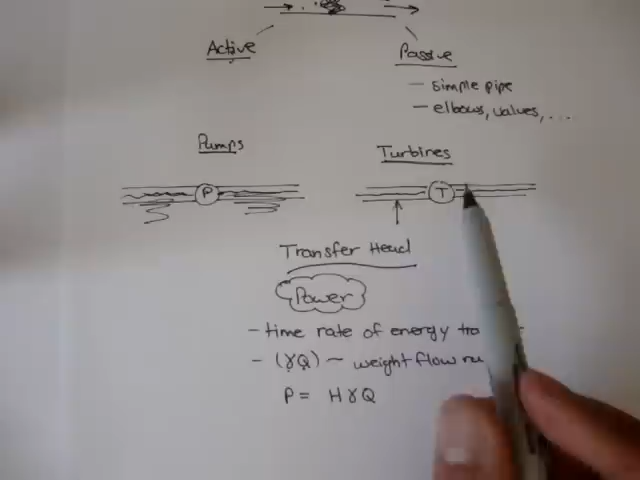 Active
Passive
- simple pipe
- elbows, valves, ...
Pumps
Turbines
P
T
Transfer Head
Power
- time rate of energy
- (γQ) ~ weight flow
P = HγQ